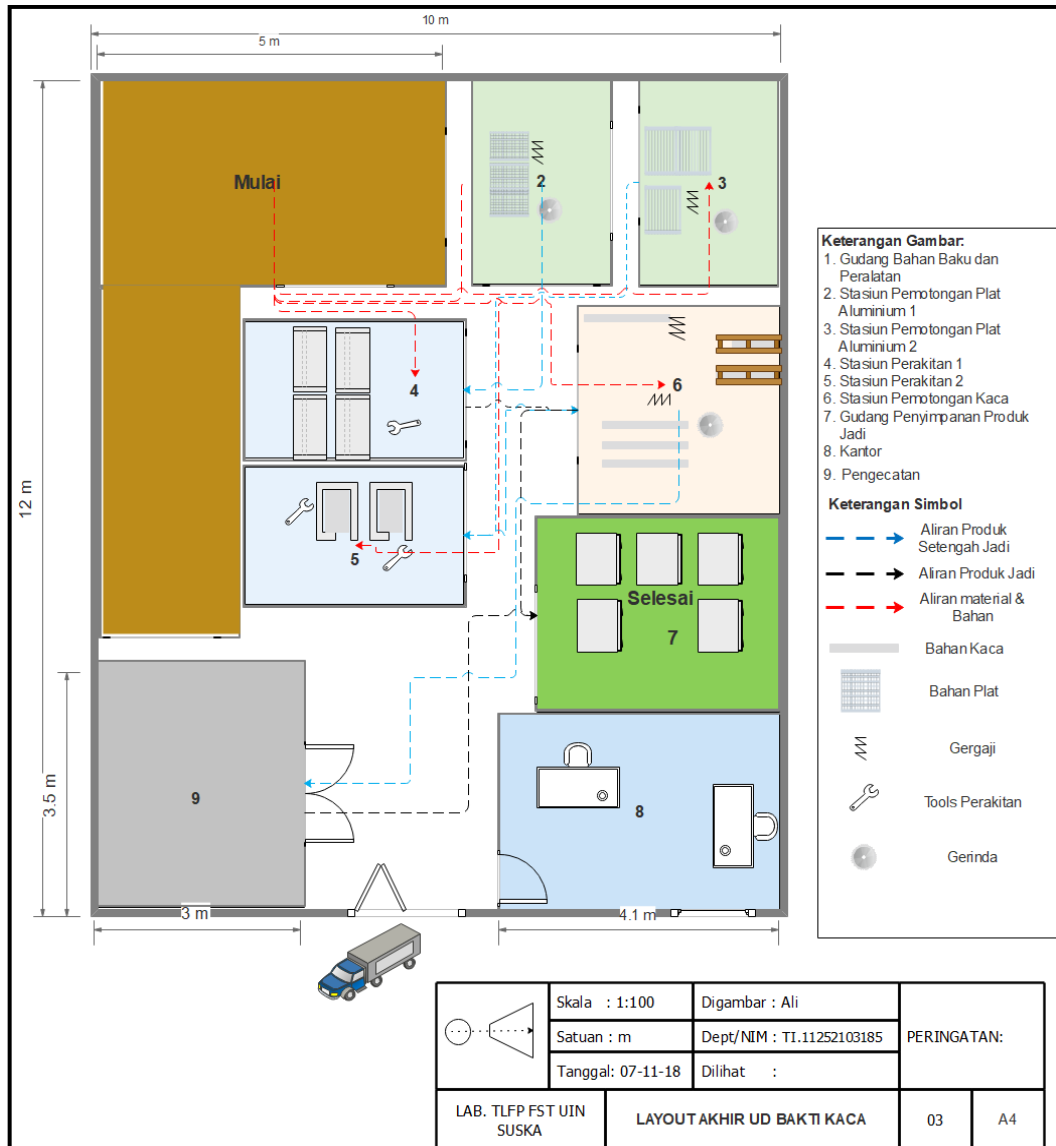 10 m
5 m
12 m
3.5 m
3 m
4.1 m
Mulai
2
3
4
5
6
Selesai
7
8
9
Keterangan Gambar:
1. Gudang Bahan Baku dan
Peralatan
2. Stasiun Pemotongan Plat
Aluminium 1
3. Stasiun Pemotongan Plat
Aluminium 2
4. Stasiun Perakitan 1
5. Stasiun Perakitan 2
6. Stasiun Pemotongan Kaca
7. Gudang Penyimpanan Produk
Jadi
8. Kantor
9. Pengecatan
Keterangan Simbol
Aliran Produk
Setengah Jadi
Aliran Produk Jadi
Aliran material &
Bahan
Bahan Kaca
Bahan Plat
Gergaji
Tools Perakitan
Gerinda
Skala : 1:100
Digambar : Ali
Satuan : m
Dept/NIM : TI.11252103185
PERINGATAN:
Tanggal: 07-11-18
Dilihat :
LAB. TLFP FST UIN
SUSKA
LAYOUT AKHIR UD BAKTI KACA
03
A4